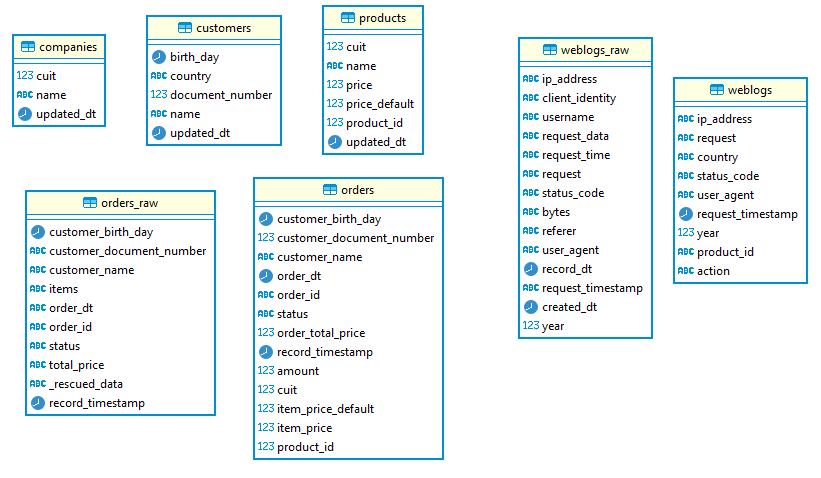 companies
123 cuit
ABC name
updated_dt
customers
birth_day
ABC country
123 document_number
ABC name
updated_dt
products
123 cuit
ABC name
123 price
123 price_default
123 product_id
updated_dt
weblogs_raw
ABC ip_address
ABC client_identity
ABC username
ABC request_data
ABC request_time
ABC request
ABC status_code
ABC bytes
ABC referer
ABC user_agent
record_dt
ABC request_timestamp
created_dt
123 year
weblogs
ABC ip_address
ABC request
ABC country
ABC status_code
ABC user_agent
request_timestamp
123 year
ABC product_id
ABC action
orders_raw
customer_birth_day
ABC customer_document_number
ABC customer_name
ABC items
ABC order_dt
ABC order_id
ABC status
ABC total_price
ABC _rescued_data
record_timestamp
orders
customer_birth_day
123 customer_document_number
ABC customer_name
order_dt
ABC order_id
ABC status
123 order_total_price
record_timestamp
123 amount
123 cuit
123 item_price_default
123 item_price
123 product_id